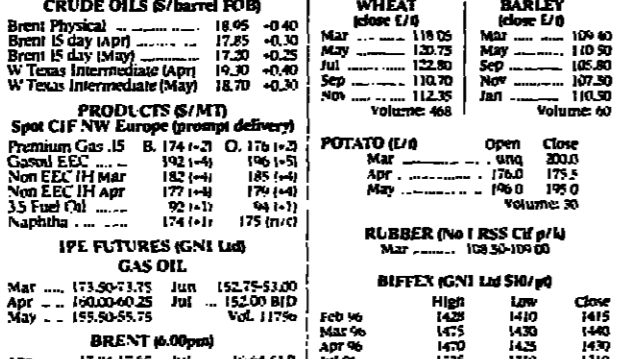 CRUDE OILS ($/barrel FOB)
Brent Physical ........ 18.95 +0.40
Brent 15 day (Apr) ........ 17.85 +0.30
Brent 15 day (May) ........ 17.20 +0.25
W Texas Intermediate (Apr) 19.30 +0.40
W Texas Intermediate (May) 18.70 +0.30
PRODUCTS ($/MT)
Spot CIF NW Europe (prompt delivery)
Premium Gas .15 B. 174 (+2) O. 176 (+2)
Gasoil EEC ...... 192 (+4) 196 (+5)
Non EEC 1H Mar 182 (+4) 185 (+4)
Non EEC 1H Apr 177 (+4) 179 (+4)
3.5 Fuel Oil ...... 92 (+1) 94 (+1)
Naphtha ...... 174 (+1) 175 (n/c)
IPE FUTURES (GNI Ltd)
GAS OIL
Mar .... 173.50-73.75 Jun 152.75-53.00
Apr .... 160.00-60.25 Jul ... 152.00 BID
May .... 155.50-55.75 Vol. 11796
BRENT (6.00pm)
WHEAT
(close £/t)
Mar ........ 118.05
May ........ 120.75
Jul ........ 122.80
Sep ........ 110.70
Nov ........ 112.35
Volume: 468
BARLEY
(close £/t)
Mar ........ 109.40
May ........ 110.50
Sep ........ 105.80
Nov ........ 107.50
Jan ........ 110.50
Volume: 60
POTATO (£/t) Open Close
Mar ........ unq 200.0
Apr ........ 176.0 175.5
May ........ 196.0 195.0
Volume: 30
RUBBER (No 1 RSS Cif p/k)
Mar ........ 108.50-109.00
BIFFEX (GNI Ltd $10/pt)
High Low Close
Feb 96 1428 1410 1415
Mar 96 1475 1430 1440
Apr 96 1470 1425 1430